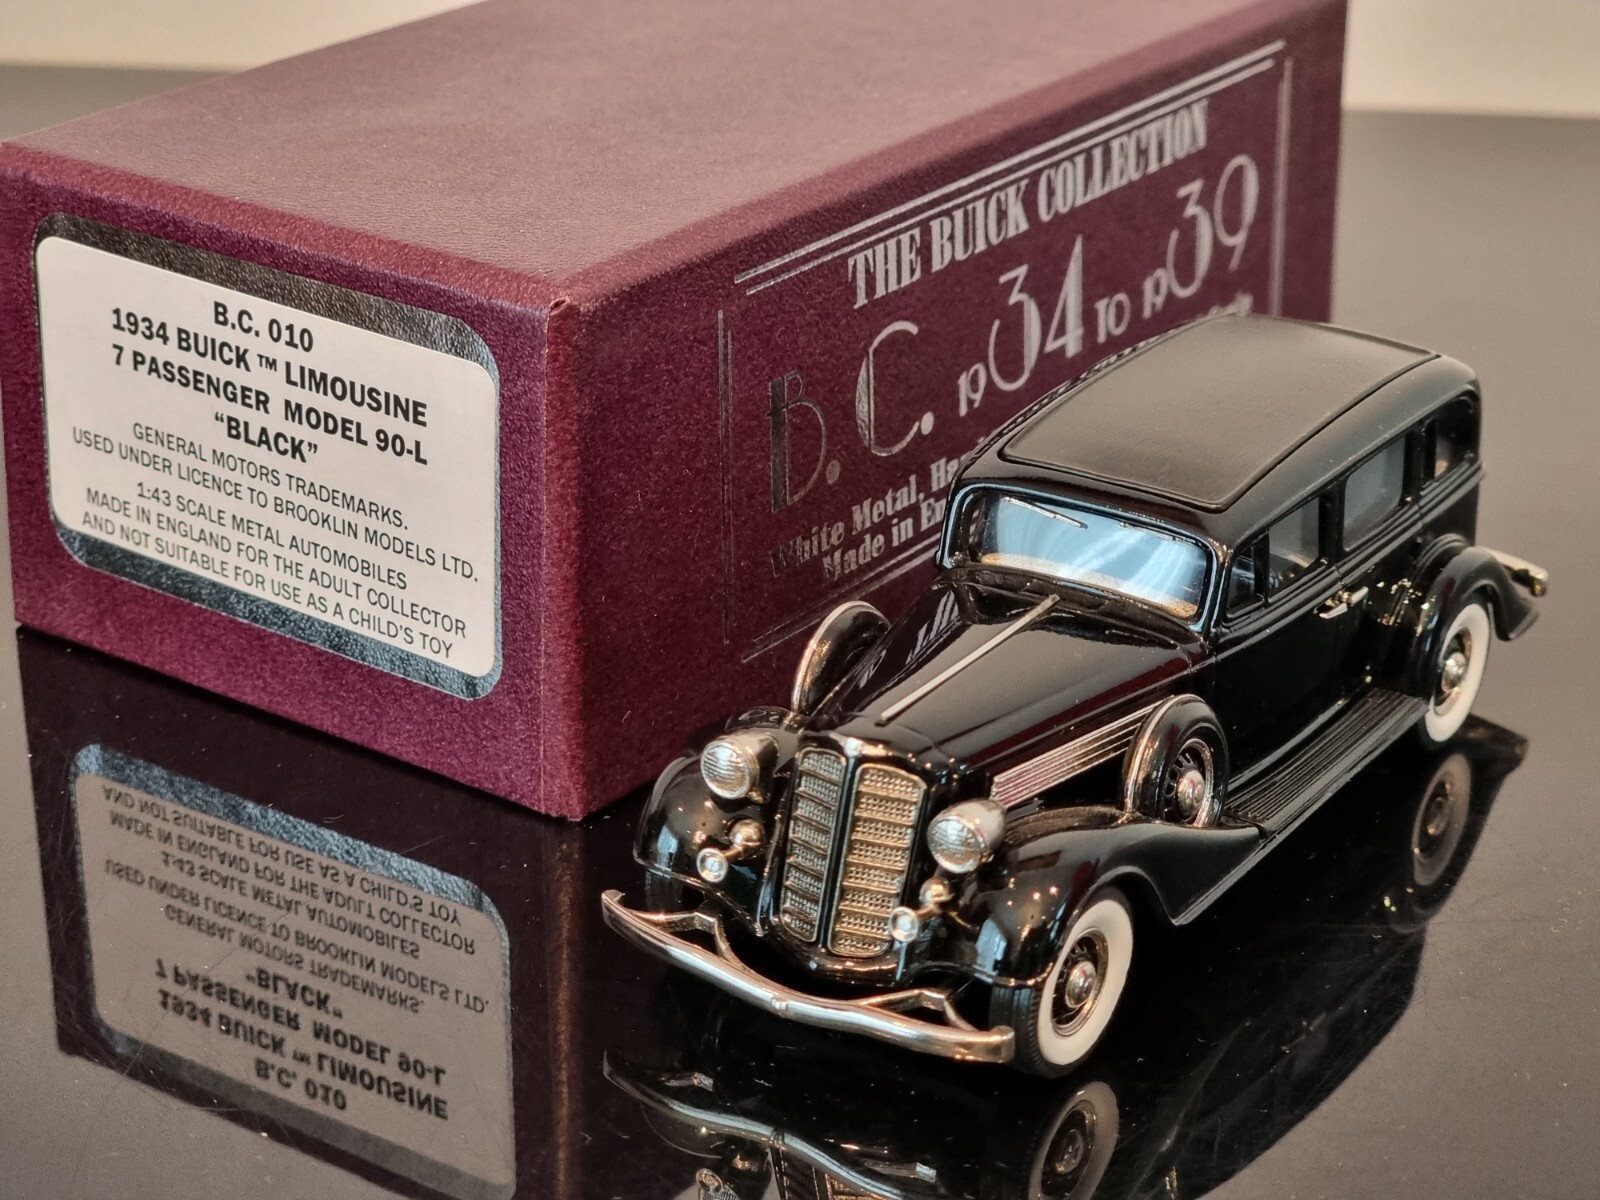 B.C. 010
1934 BUICK ™ LIMOUSINE
7 PASSENGER MODEL 90-L
“BLACK”
GENERAL MOTORS TRADEMARKS.
USED UNDER LICENCE TO BROOKLIN MODELS LTD.
1:43 SCALE METAL AUTOMOBILES
MADE IN ENGLAND FOR THE ADULT COLLECTOR
AND NOT SUITABLE FOR USE AS A CHILD'S TOY
THE BUICK COLLECTION
B.C. 1934 TO 1939
White Metal,
Made in